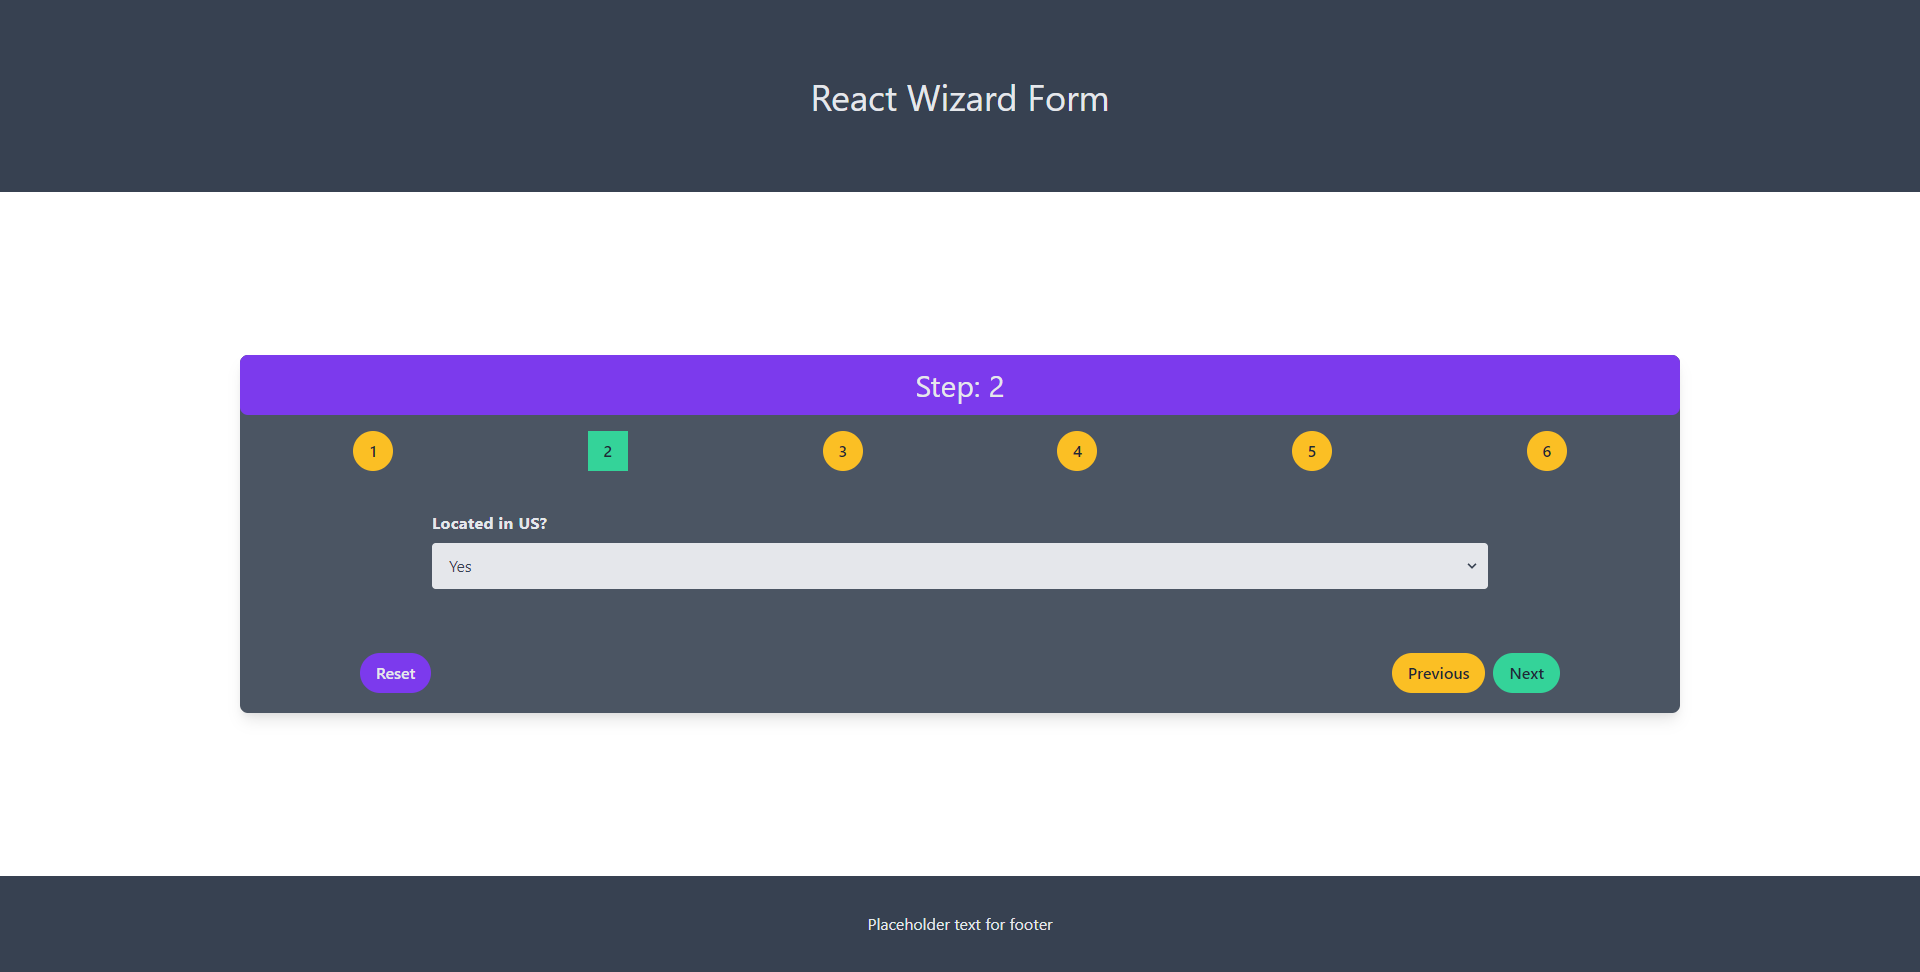 React Wizard Form
Step: 2
1 2 3 4 5 6
Located in US?
Yes
Reset Previous Next
Placeholder text for footer